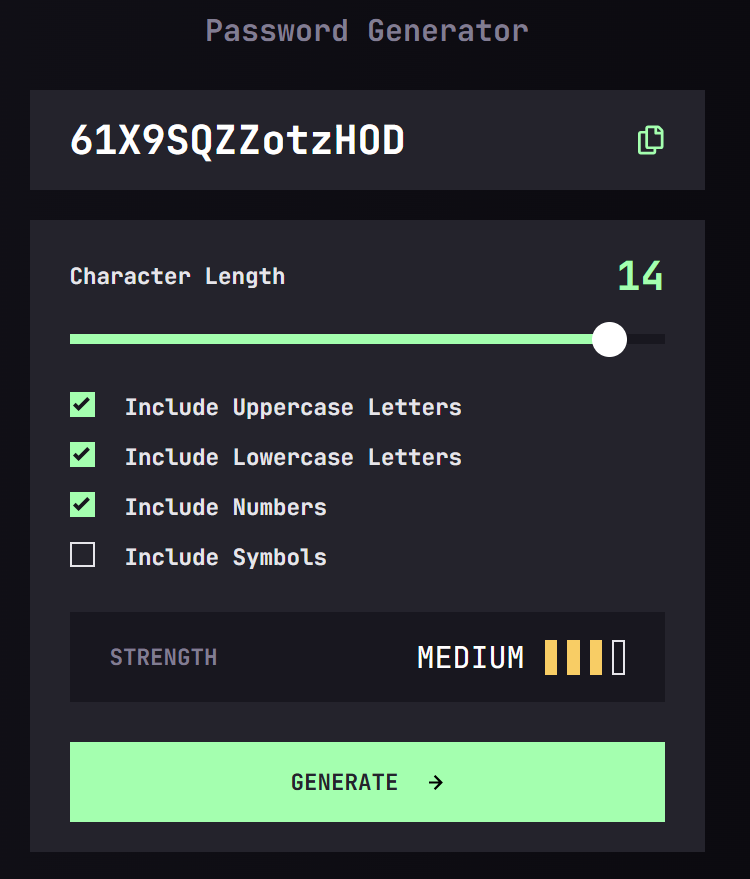 Password Generator
61X9SQZZotzHOD
Character Length 14
Include Uppercase Letters
Include Lowercase Letters
Include Numbers
Include Symbols
STRENGTH MEDIUM
GENERATE →